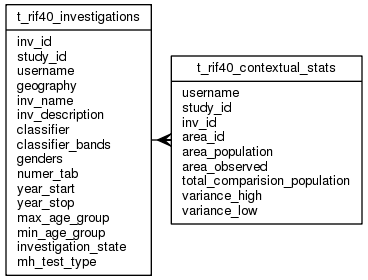 t_rif40_investigations
inv_id
study_id
username
geography
inv_name
inv_description
classifier
classifier_bands
genders
numer_tab
year_start
year_stop
max_age_group
min_age_group
investigation_state
mh_test_type
t_rif40_contextual_stats
username
study_id
inv_id
area_id
area_population
area_observed
total_comparision_population
variance_high
variance_low